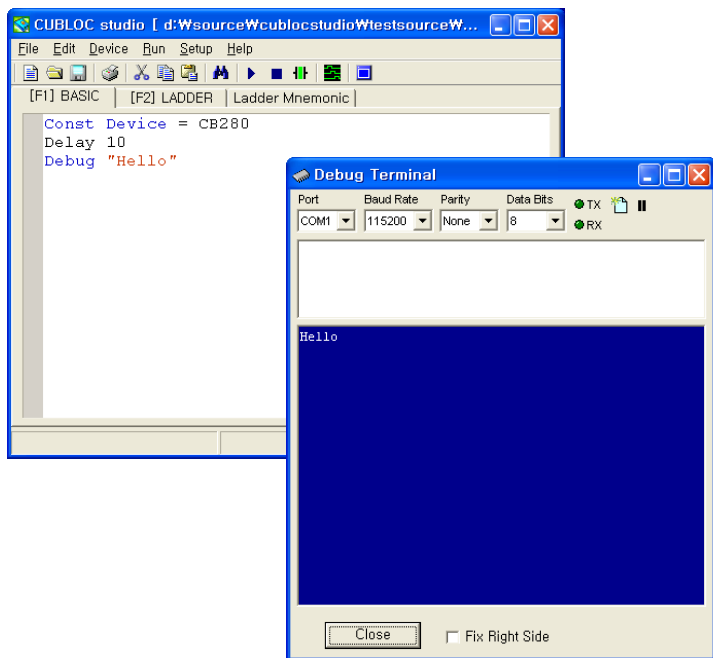 CUBLOC studio [ d:₩source₩cublocstudio₩testsource₩...
File Edit Device Run Setup Help
[F1] BASIC [F2] LADDER Ladder Mnemonic
Const Device = CB280
Delay 10
Debug "Hello"
Debug Terminal
Port Baud Rate Parity Data Bits
COM1 115200 None 8
TX
RX
Hello
Close Fix Right Side